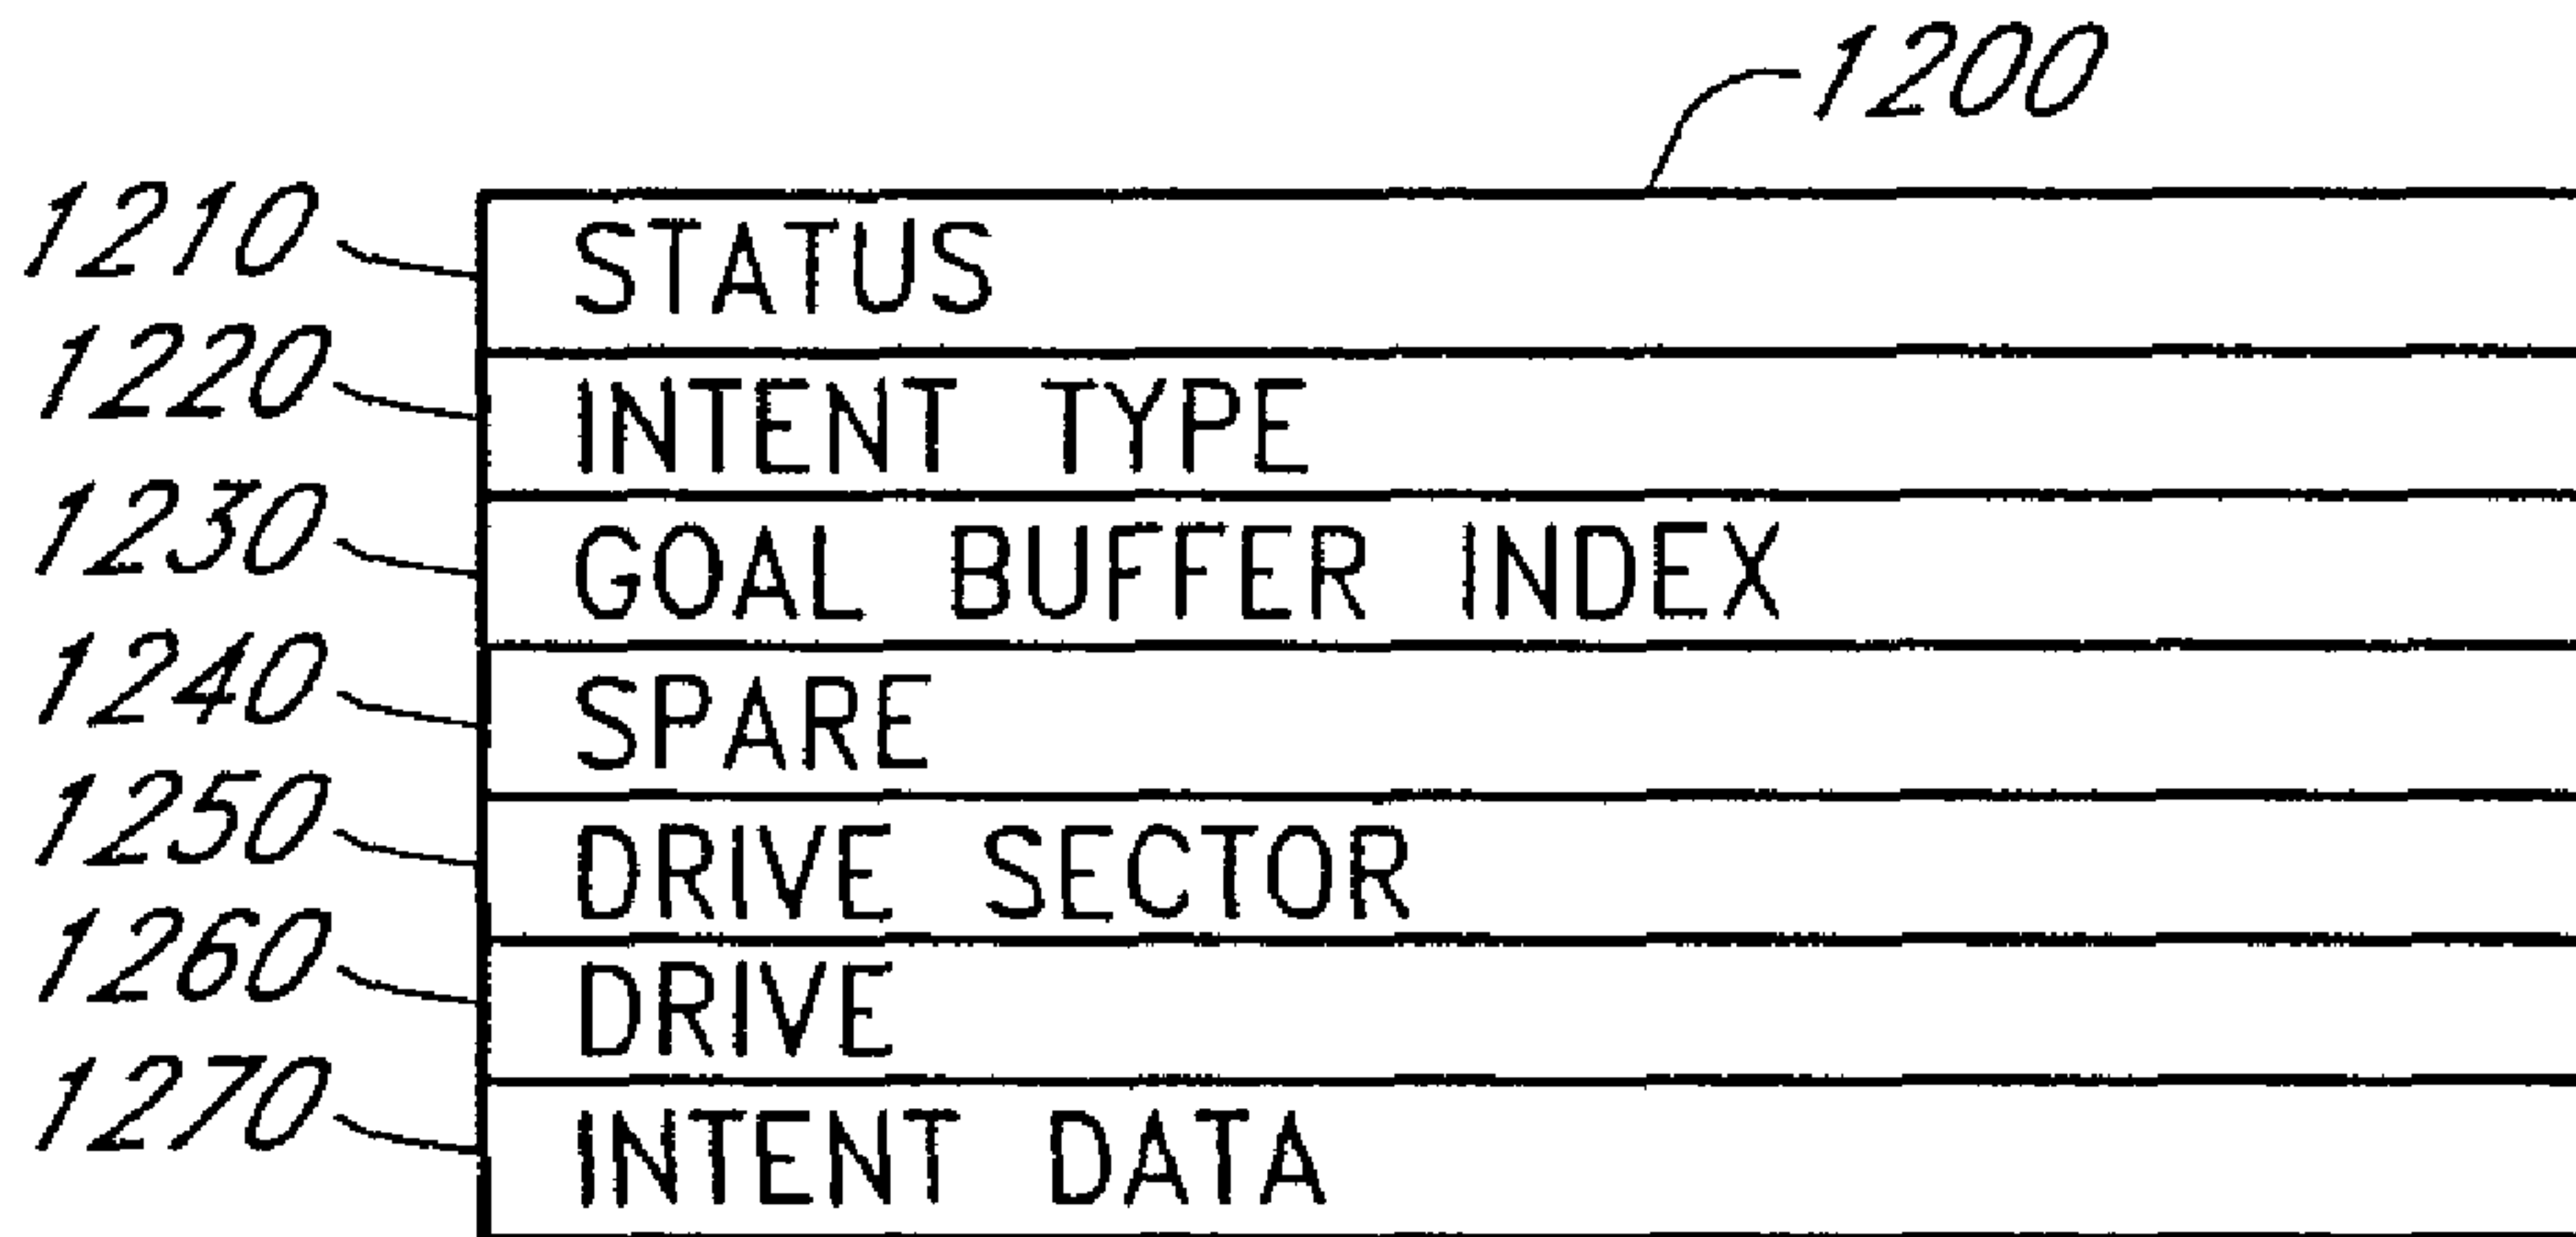 1200
1210 STATUS
1220 INTENT TYPE
1230 GOAL BUFFER INDEX
1240 SPARE
1250 DRIVE SECTOR
1260 DRIVE
1270 INTENT DATA